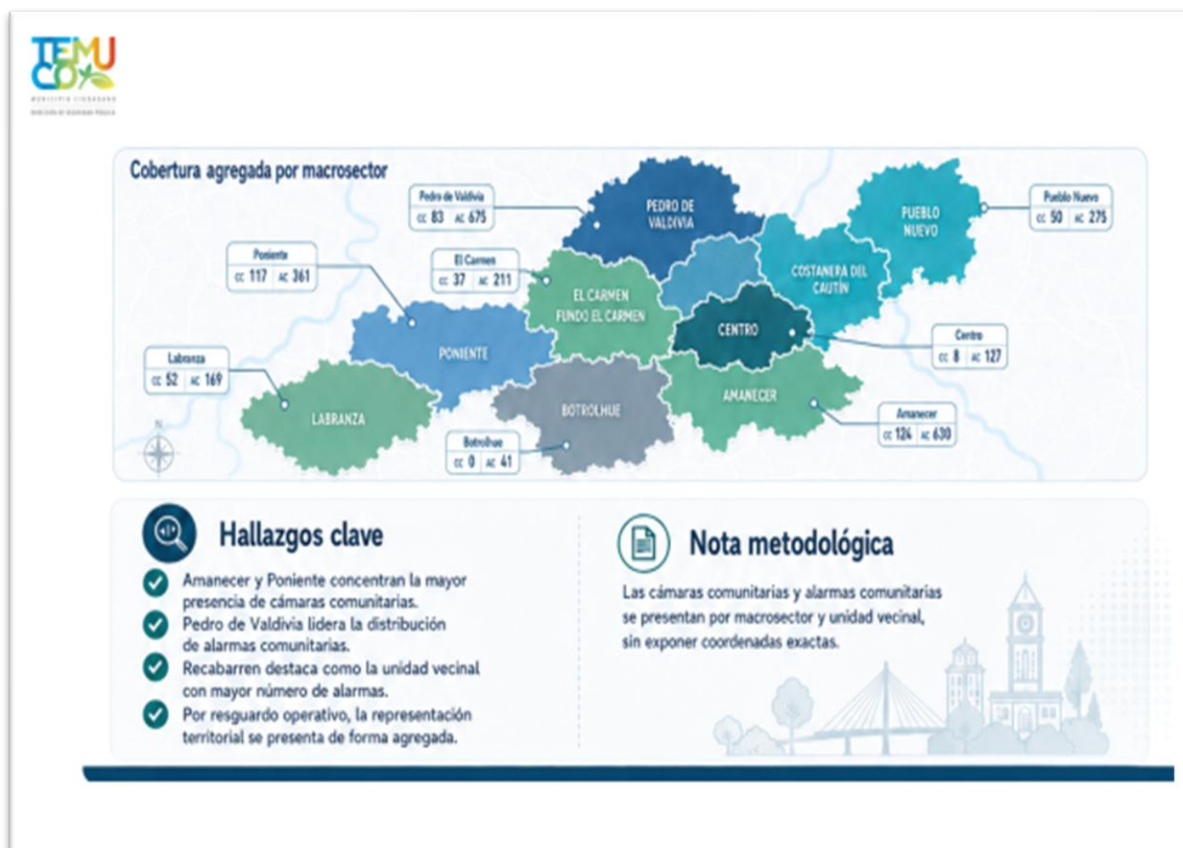 TEMU
CO
MUNICIPIO CIUDADANO
DIRECCIÓN DE SEGURIDAD PÚBLICA
Cobertura agregada por macrosector
Pedro de Valdivia
CC 83 AC 675
PEDRO DE
VALDIVIA
PUEBLO
NUEVO
Pueblo Nuevo
CC 50 AC 275
Poniente
CC 117 AC 361
El Carmen
CC 37 AC 211
EL CARMEN
FUNDO EL CARMEN
COSTANERA DEL
CAUTÍN
CENTRO
Centro
CC 8 AC 127
PONIENTE
Labranza
CC 52 AC 169
LABRANZA
BOTROLHUE
AMANECER
Amanecer
CC 124 AC 630
Botrolhue
CC 0 AC 41
N
Hallazgos clave
Amanecer y Poniente concentran la mayor
presencia de cámaras comunitarias.
Pedro de Valdivia lidera la distribución
de alarmas comunitarias.
Recabarren destaca como la unidad vecinal
con mayor número de alarmas.
Por resguardo operativo, la representación
territorial se presenta de forma agregada.
Nota metodológica
Las cámaras comunitarias y alarmas comunitarias
se presentan por macrosector y unidad vecinal,
sin exponer coordenadas exactas.